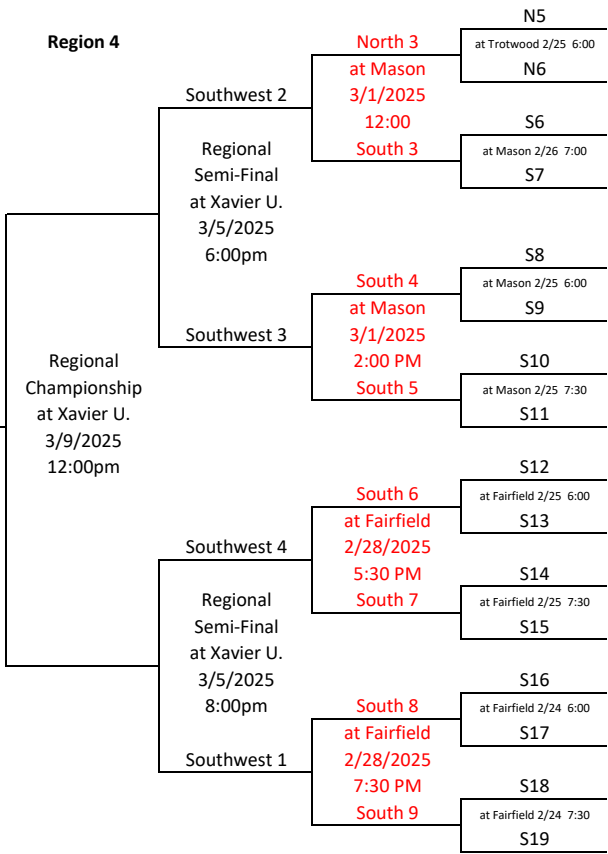 Region 4
N5
at Trotwood 2/25 6:00
N6
North 3
at Mason
3/1/2025
12:00
South 3
S6
at Mason 2/26 7:00
S7
Southwest 2
Regional
Semi-Final
at Xavier U.
3/5/2025
6:00pm
Southwest 3
S8
at Mason 2/25 6:00
S9
South 4
at Mason
3/1/2025
2:00 PM
South 5
S10
at Mason 2/25 7:30
S11
Regional
Championship
at Xavier U.
3/9/2025
12:00pm
S12
at Fairfield 2/25 6:00
S13
South 6
at Fairfield
2/28/2025
5:30 PM
South 7
S14
at Fairfield 2/25 7:30
S15
Southwest 4
Regional
Semi-Final
at Xavier U.
3/5/2025
8:00pm
Southwest 1
S16
at Fairfield 2/24 6:00
S17
South 8
at Fairfield
2/28/2025
7:30 PM
South 9
S18
at Fairfield 2/24 7:30
S19